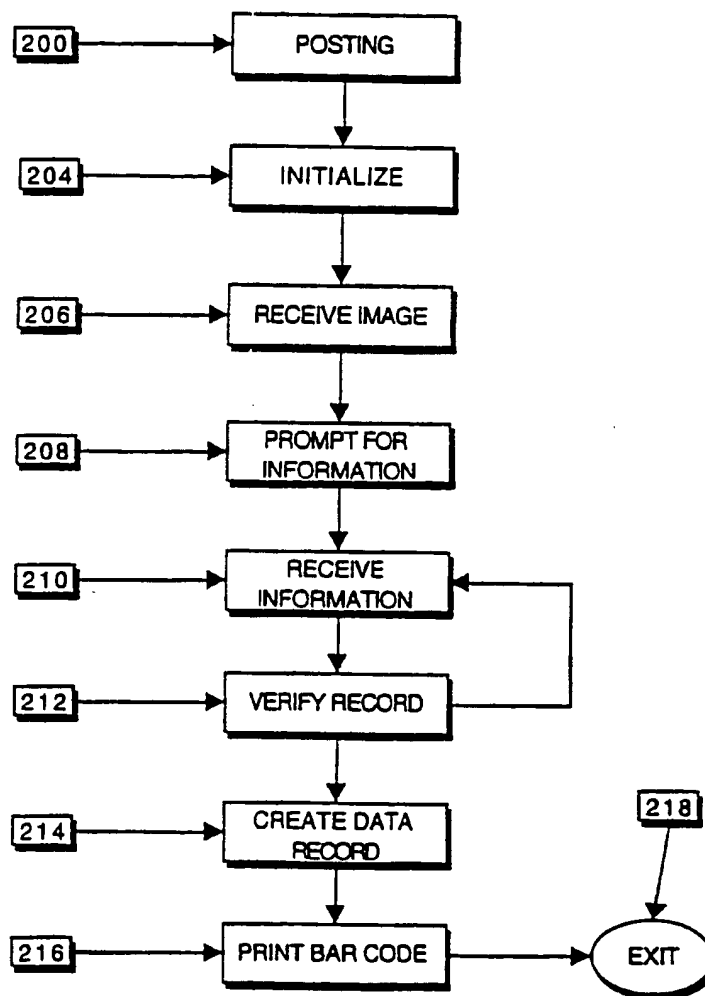 200 POSTING
204 INITIALIZE
206 RECEIVE IMAGE
208 PROMPT FOR
INFORMATION
210 RECEIVE
INFORMATION
212 VERIFY RECORD
214 CREATE DATA
RECORD
218
216 PRINT BAR CODE
EXIT